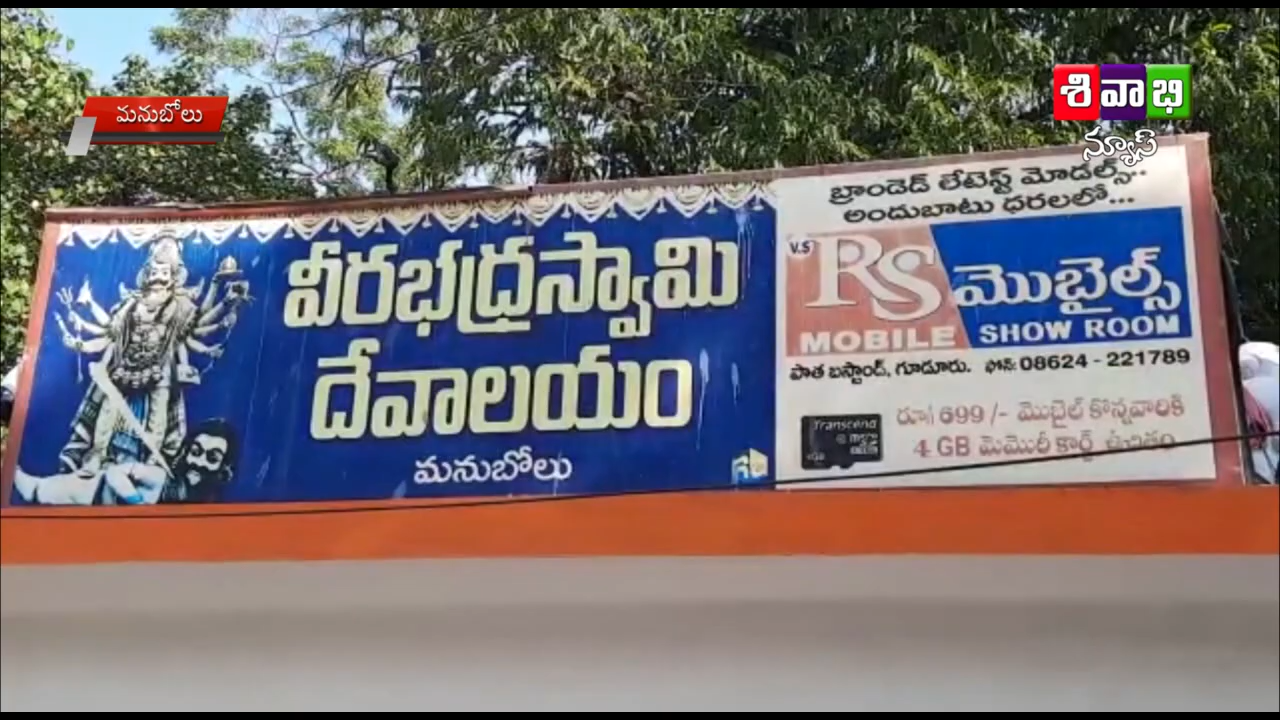 మనుబోలు
శివాభి
న్యూస్
వీరభద్రస్వామి
దేవాలయం
మనుబోలు
బ్రాండెడ్ లేటెస్ట్ మోడల్స్..
అందుబాటు ధరలలో...
V.S RS మొబైల్స్
MOBILE SHOW ROOM
పాత బస్టాండ్, గూడూరు. ఫోన్: 08624 - 221789
Transcend
micro
రూ| 699 /- మొబైల్ కొన్నవారికి
4 GB మెమొరీ కార్డ్ ఉచితం